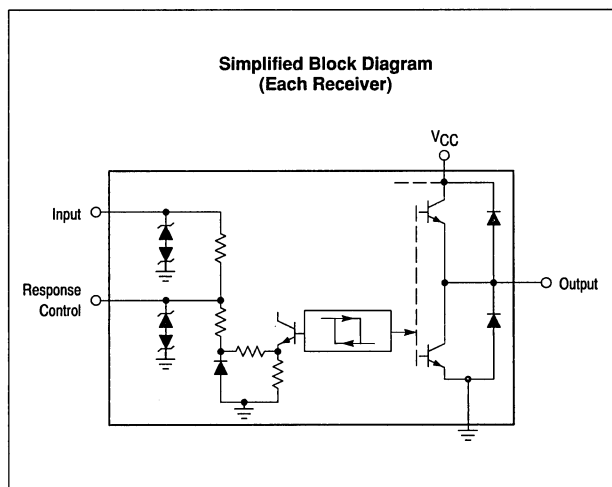 Simplified Block Diagram
(Each Receiver)
VCC
Input
Response
Control
Output